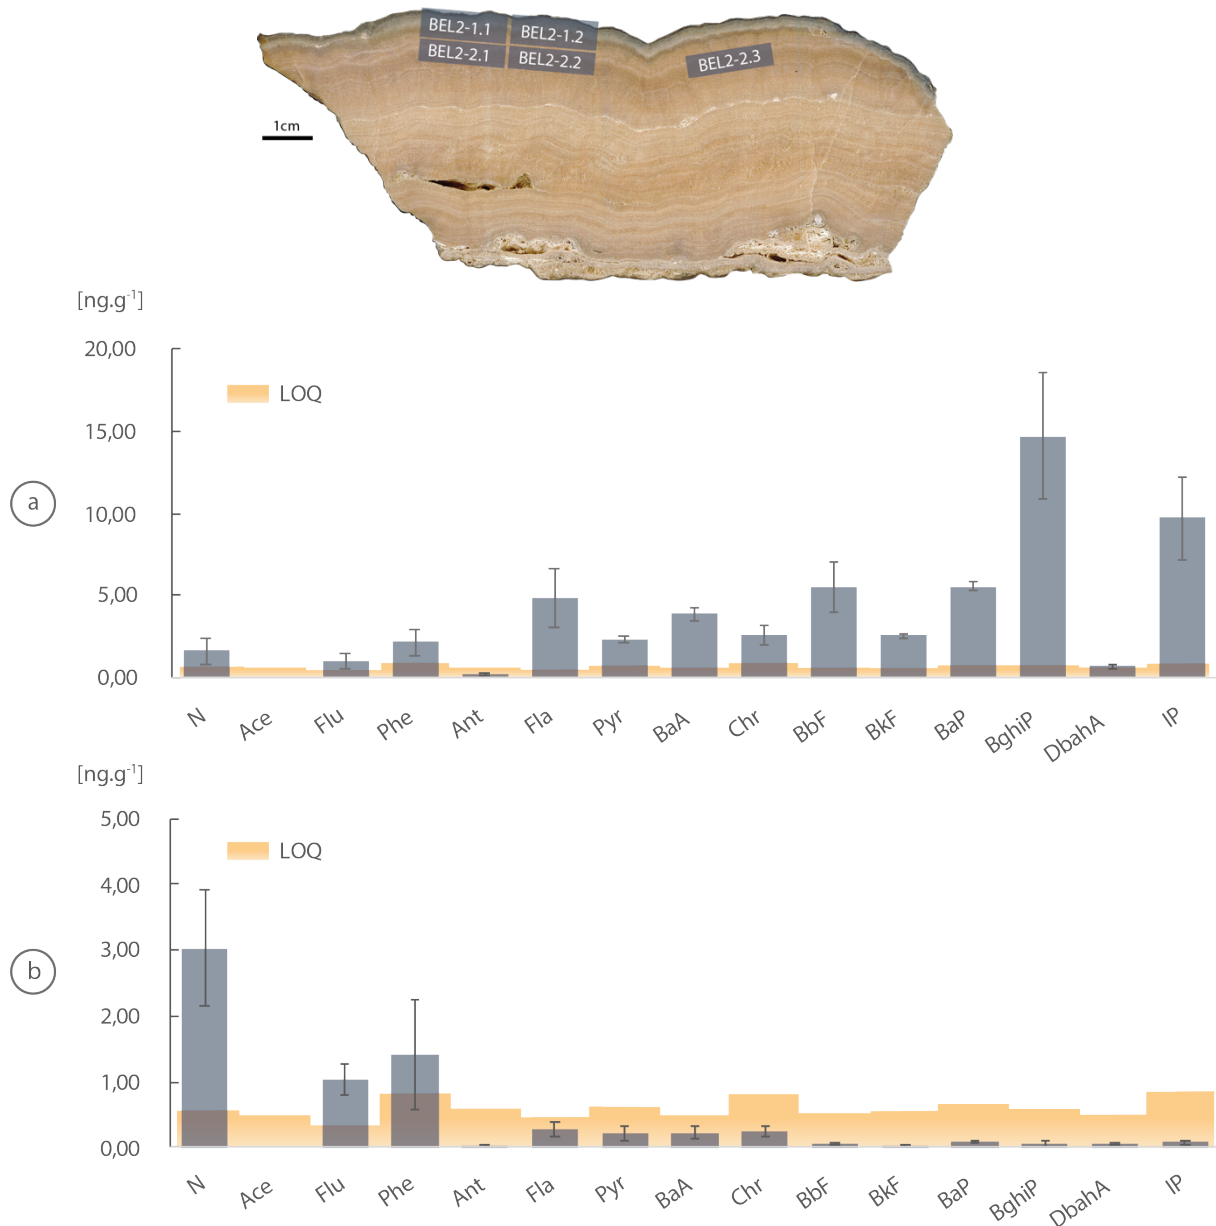 BEL2-1.1 BEL2-1.2
BEL2-2.1 BEL2-2.2
BEL2-2.3
1cm
[ng.g-1]
20,00
LOQ
15,00
a
10,00
5,00
0,00
N Ace Flu Phe Ant Fla Pyr BaA Chr BbF BkF BaP BghiP DbahA IP
[ng.g-1]
5,00
LOQ
4,00
3,00
b
2,00
1,00
0,00
N Ace Flu Phe Ant Fla Pyr BaA Chr BbF BkF BaP BghiP DbahA IP